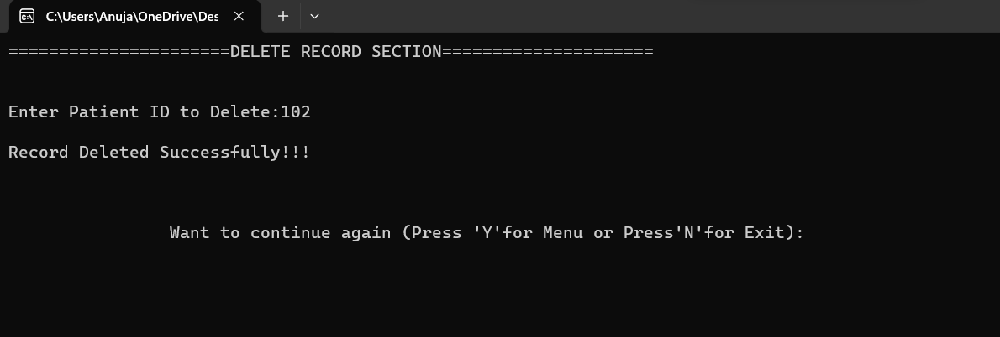 C:\Users\Anuja\OneDrive\Des
======================DELETE RECORD SECTION=====================
Enter Patient ID to Delete:102
Record Deleted Successfully!!!
Want to continue again (Press 'Y'for Menu or Press'N'for Exit):